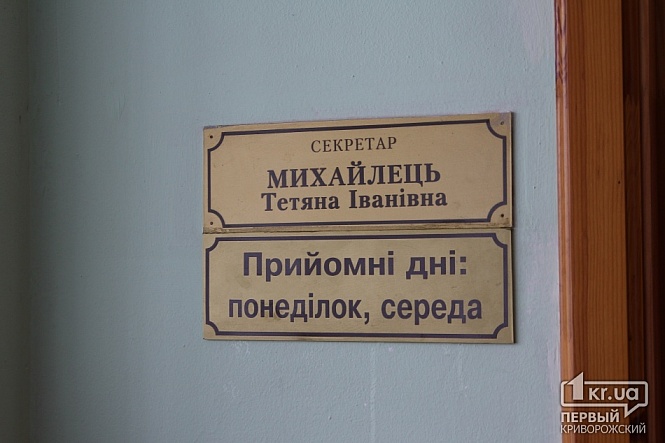 СЕКРЕТАР
МИХАЙЛЕЦЬ
Тетяна Іванівна
Прийомні дні:
понеділок, середа
1kr.ua
ПЕРВЫЙ
КРИВОРОЖСКИЙ